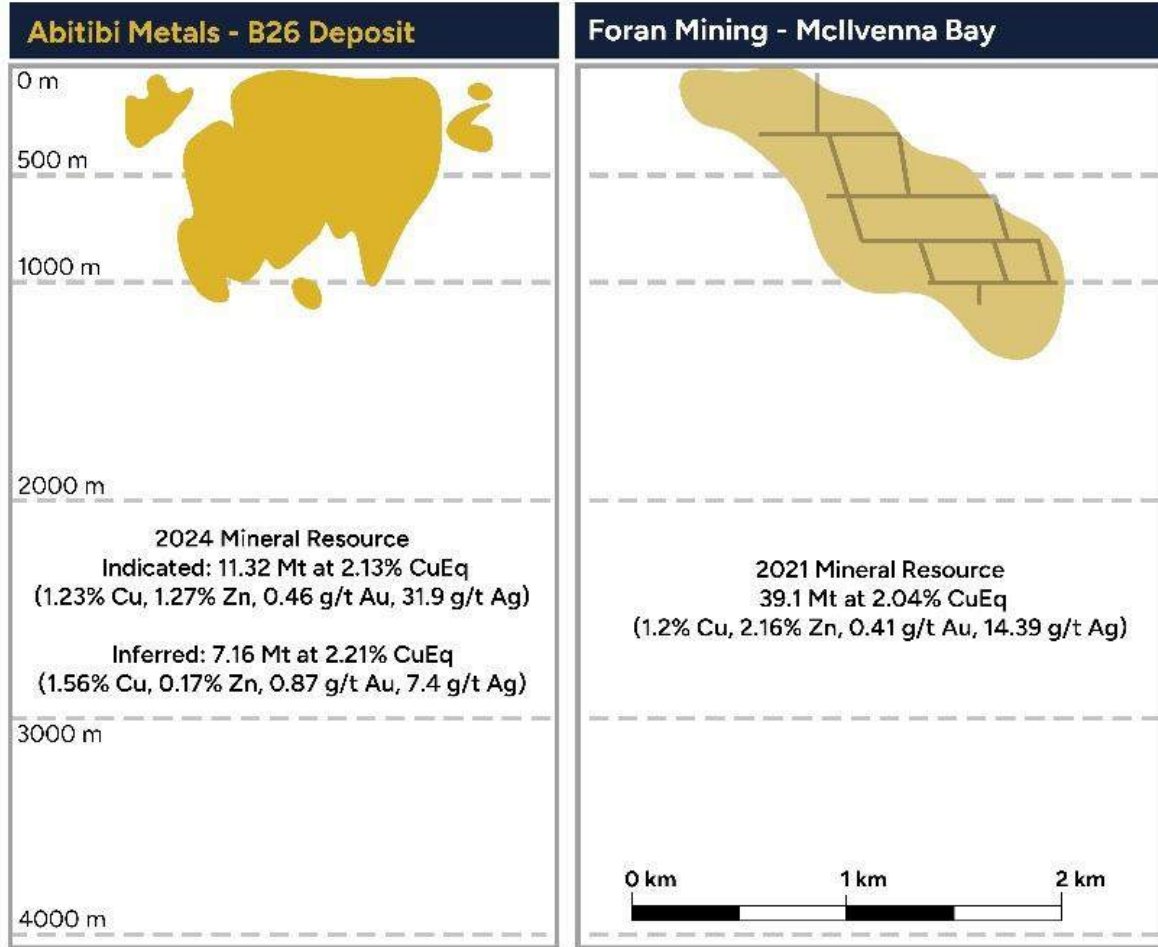 Abitibi Metals - B26 Deposit
0 m
500 m
1000 m
2000 m
2024 Mineral Resource
Indicated: 11.32 Mt at 2.13% CuEq
(1.23% Cu, 1.27% Zn, 0.46 g/t Au, 31.9 g/t Ag)
Inferred: 7.16 Mt at 2.21% CuEq
(1.56% Cu, 0.17% Zn, 0.87 g/t Au, 7.4 g/t Ag)
3000 m
4000 m
Foran Mining - McIlvenna Bay
2021 Mineral Resource
39.1 Mt at 2.04% CuEq
(1.2% Cu, 2.16% Zn, 0.41 g/t Au, 14.39 g/t Ag)
0 km 1 km 2 km